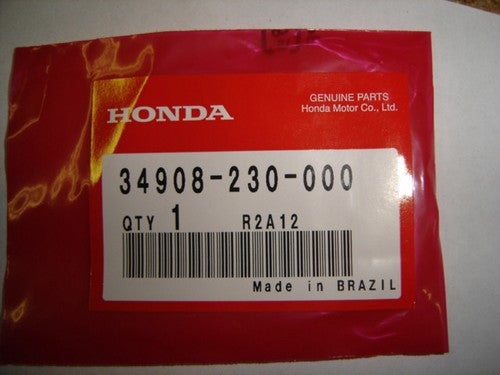 HONDA
GENUINE PARTS
Honda Motor Co., Ltd.
34908-230-000
QTY 1 R2A12
Made in BRAZIL